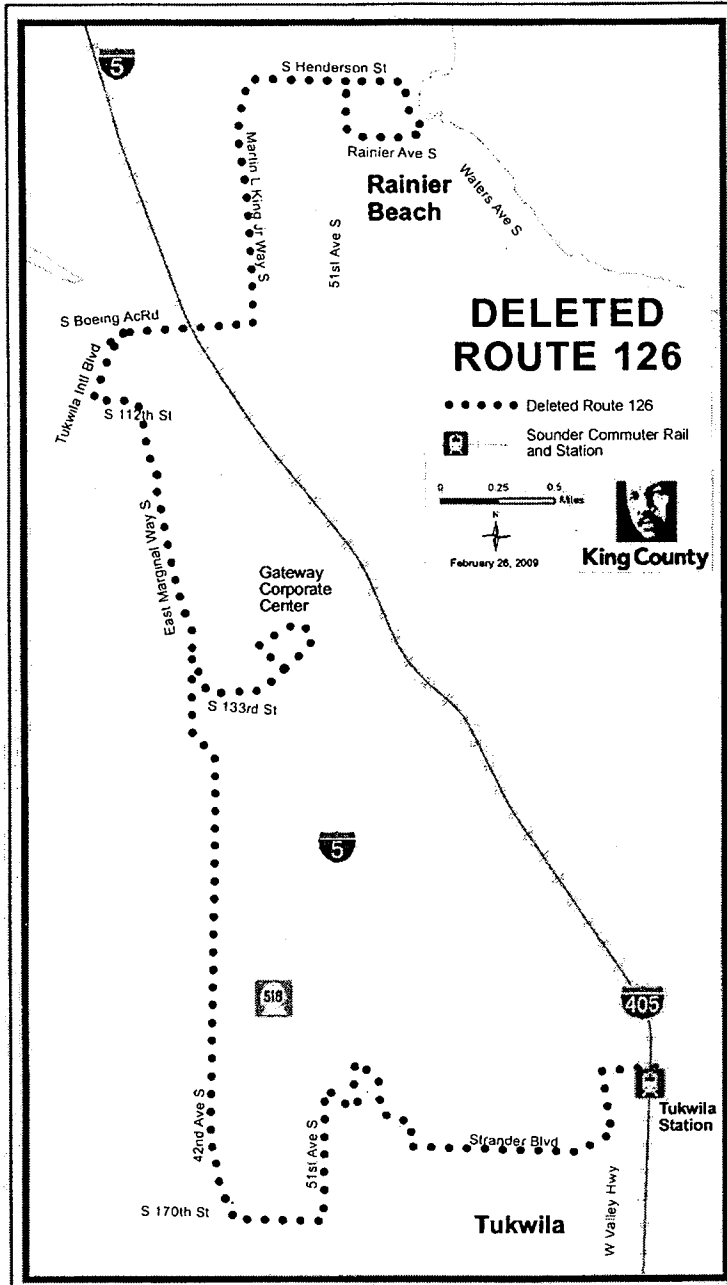 5
S Henderson St
Rainier Ave S
Martin L King Jr Way S
Rainier
Beach
Waters Ave S
51st Ave S
S Boeing AcRd
Tukwila Intl Blvd
S 112th St
DELETED
ROUTE 126
Deleted Route 126
Sounder Commuter Rail
and Station
0 0.25 0.5
Miles
N
February 26, 2009
King County
East Marginal Way S
Gateway
Corporate
Center
S 133rd St
5
518
405
Tukwila
Station
42nd Ave S
51st Ave S
Strander Blvd
W Valley Hwy
S 170th St
Tukwila